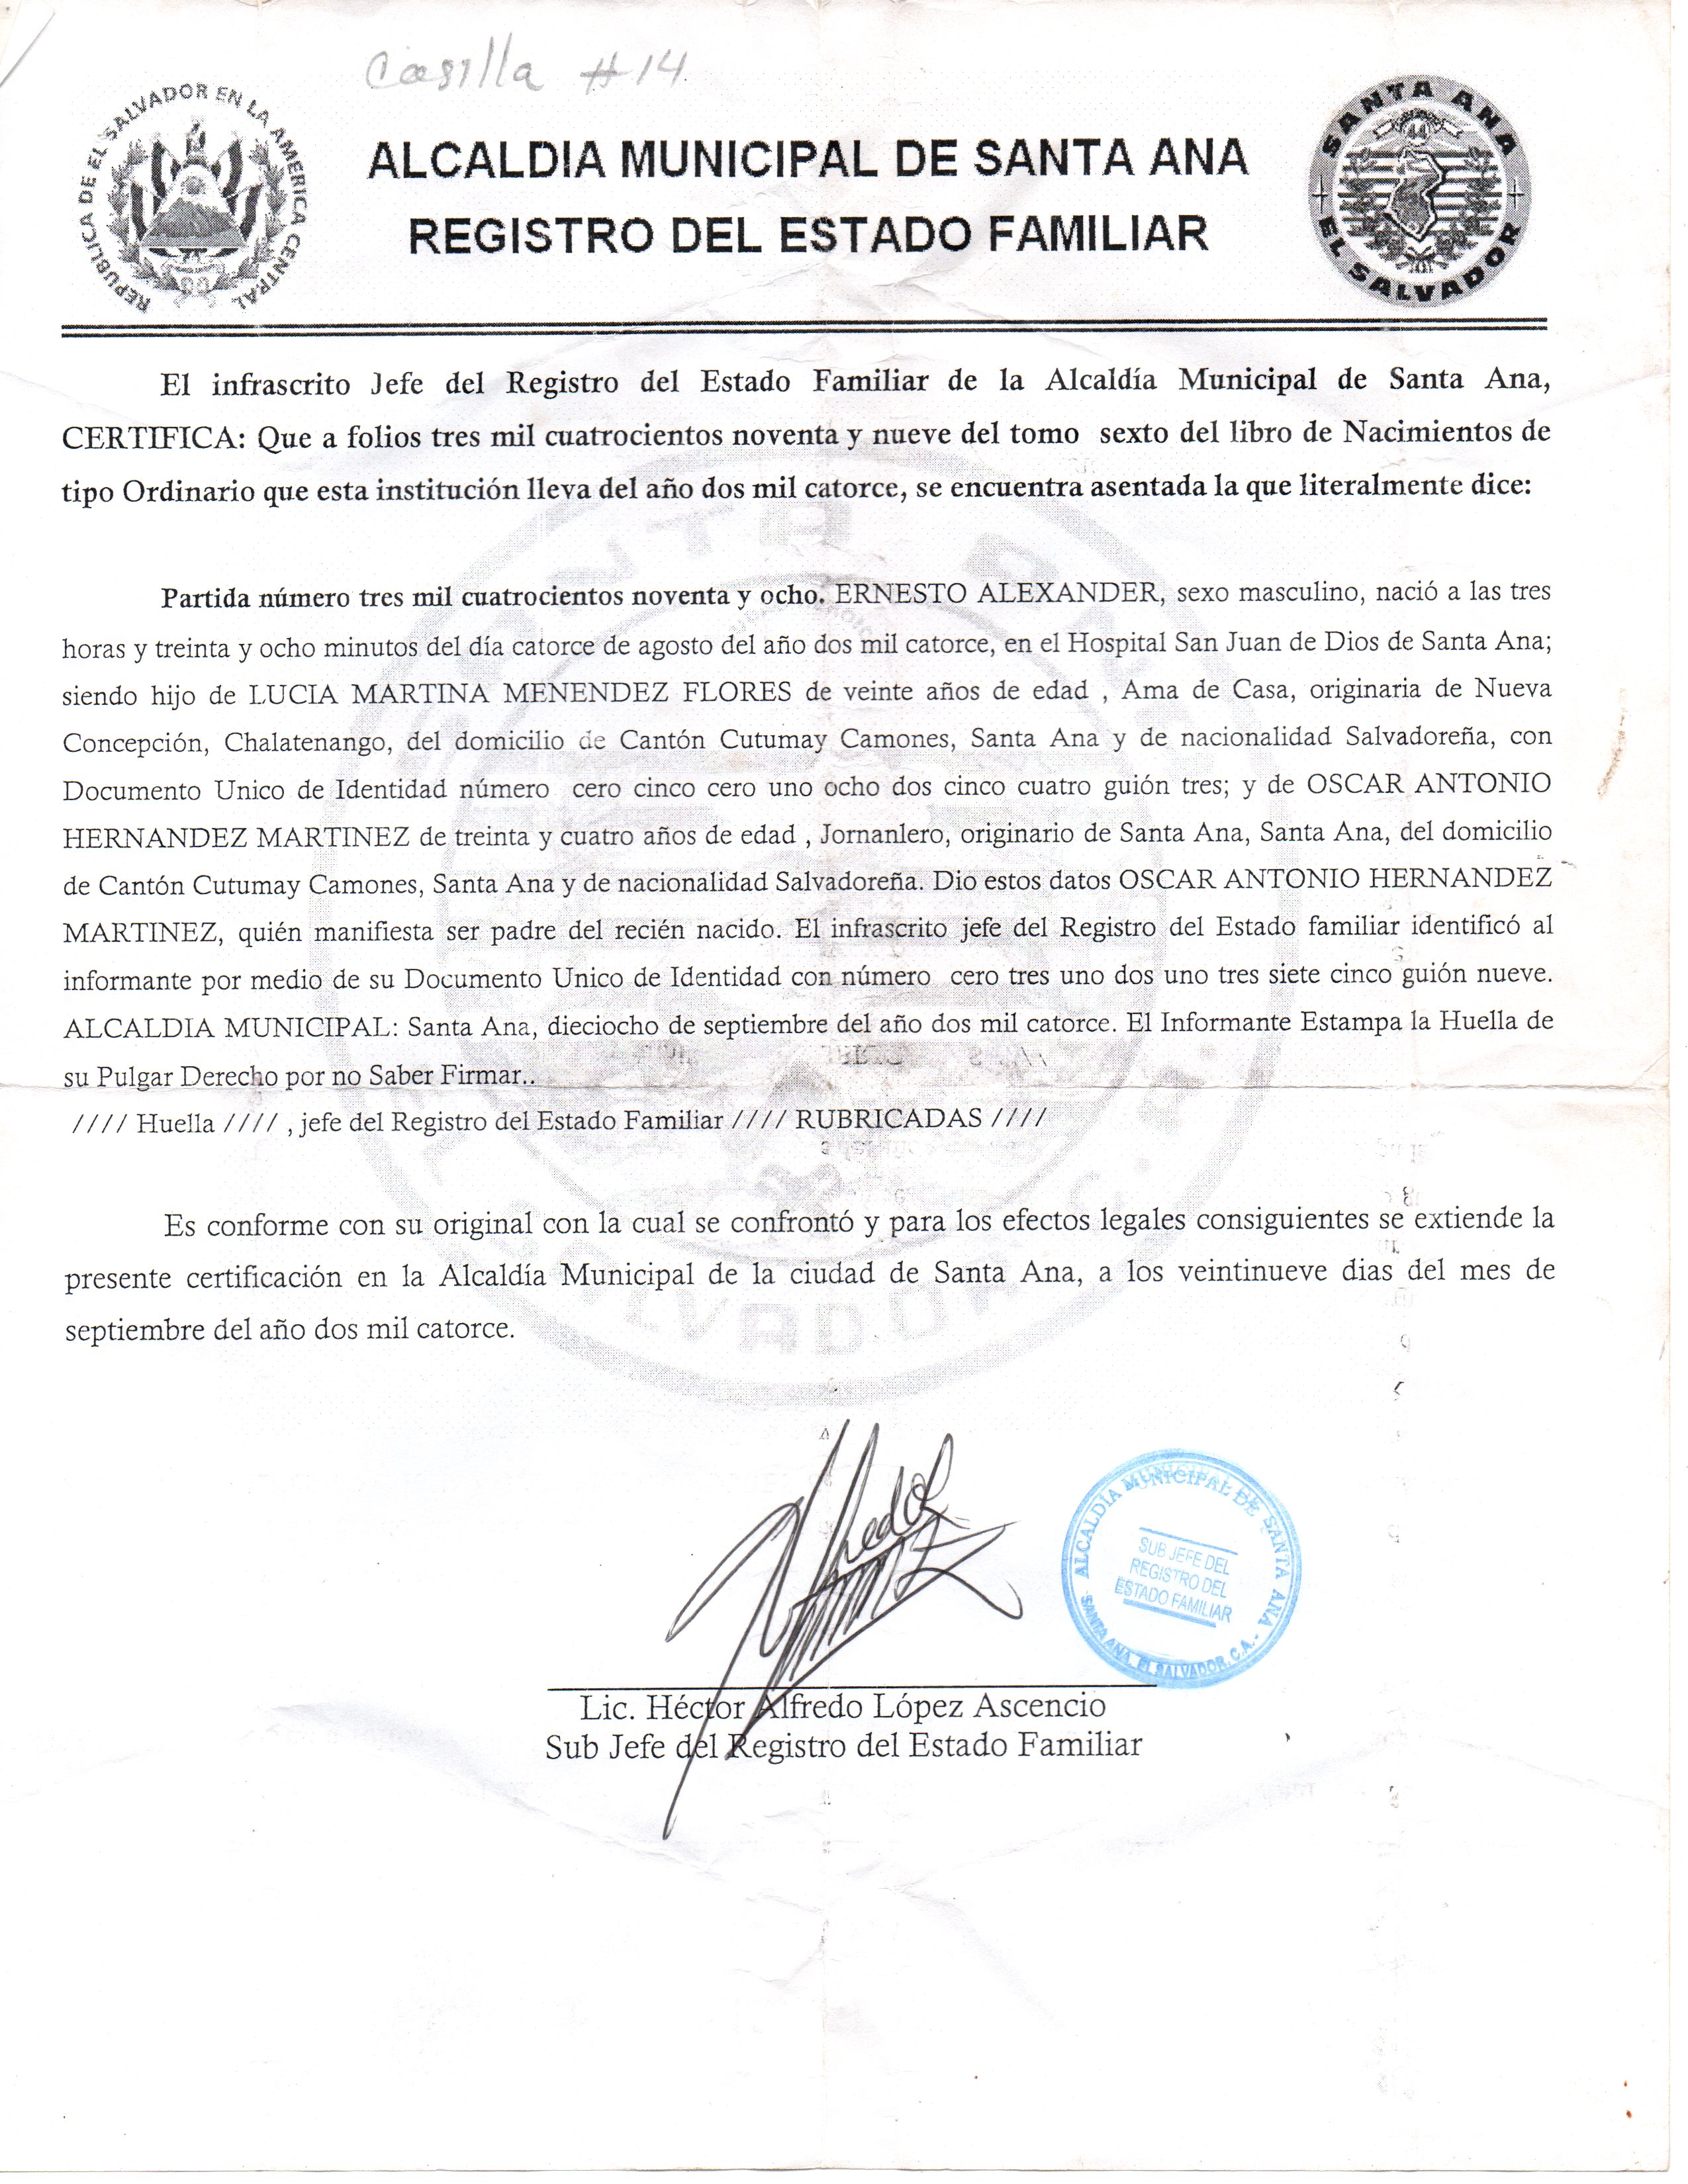 Casilla #14
REPUBLICA DE EL SALVADOR EN LA AMERICA CENTRAL
ALCALDIA MUNICIPAL DE SANTA ANA
REGISTRO DEL ESTADO FAMILIAR
SANTA ANA
EL SALVADOR
El infrascrito Jefe del Registro del Estado Familiar de la Alcaldía Municipal de Santa Ana,
CERTIFICA: Que a folios tres mil cuatrocientos noventa y nueve del tomo sexto del libro de Nacimientos de
tipo Ordinario que esta institución lleva del año dos mil catorce, se encuentra asentada la que literalmente dice:
Partida número tres mil cuatrocientos noventa y ocho. ERNESTO ALEXANDER, sexo masculino, nació a las tres
horas y treinta y ocho minutos del día catorce de agosto del año dos mil catorce, en el Hospital San Juan de Dios de Santa Ana;
siendo hijo de LUCIA MARTINA MENENDEZ FLORES de veinte años de edad , Ama de Casa, originaria de Nueva
Concepción, Chalatenango, del domicilio de Cantón Cutumay Camones, Santa Ana y de nacionalidad Salvadoreña, con
Documento Unico de Identidad número cero cinco cero uno ocho dos cinco cuatro guión tres; y de OSCAR ANTONIO
HERNANDEZ MARTINEZ de treinta y cuatro años de edad , Jornanlero, originario de Santa Ana, Santa Ana, del domicilio
de Cantón Cutumay Camones, Santa Ana y de nacionalidad Salvadoreña. Dio estos datos OSCAR ANTONIO HERNANDEZ
MARTINEZ, quién manifiesta ser padre del recién nacido. El infrascrito jefe del Registro del Estado familiar identificó al
informante por medio de su Documento Unico de Identidad con número cero tres uno dos uno tres siete cinco guión nueve.
ALCALDIA MUNICIPAL: Santa Ana, dieciocho de septiembre del año dos mil catorce. El Informante Estampa la Huella de
su Pulgar Derecho por no Saber Firmar..
//// Huella //// , jefe del Registro del Estado Familiar //// RUBRICADAS ////
Es conforme con su original con la cual se confrontó y para los efectos legales consiguientes se extiende la
presente certificación en la Alcaldía Municipal de la ciudad de Santa Ana, a los veintinueve dias del mes de
septiembre del año dos mil catorce.
ALCALDÍA MUNICIPAL DE SANTA ANA
SUB JEFE DEL
REGISTRO DEL
ESTADO FAMILIAR
SANTA ANA, EL SALVADOR, C.A.
Lic. Héctor Alfredo López Ascencio
Sub Jefe del Registro del Estado Familiar